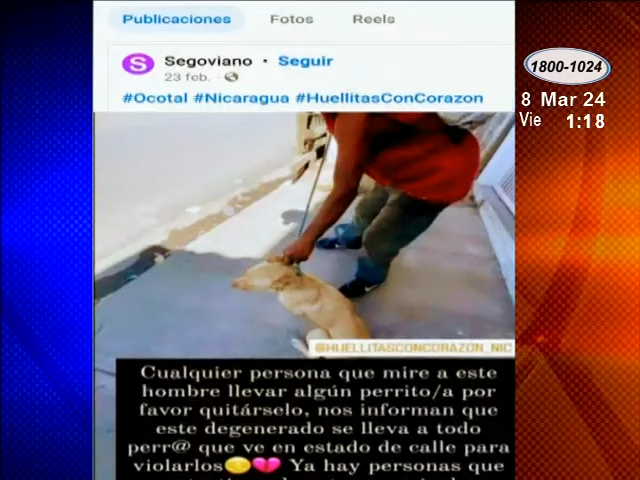 Publicaciones Fotos Reels
S Segoviano · Seguir
23 feb. ·
#Ocotal #Nicaragua #HuellitasConCorazon
1800-1024
8 Mar 24
Vie 1:18
@HUELLITASCONCORAZON_NIC
Cualquier persona que mire a este
hombre llevar algún perrito/a por
favor quitárselo, nos informan que
este degenerado se lleva a todo
perr@ que ve en estado de calle para
violarlos😔💔 Ya hay personas que